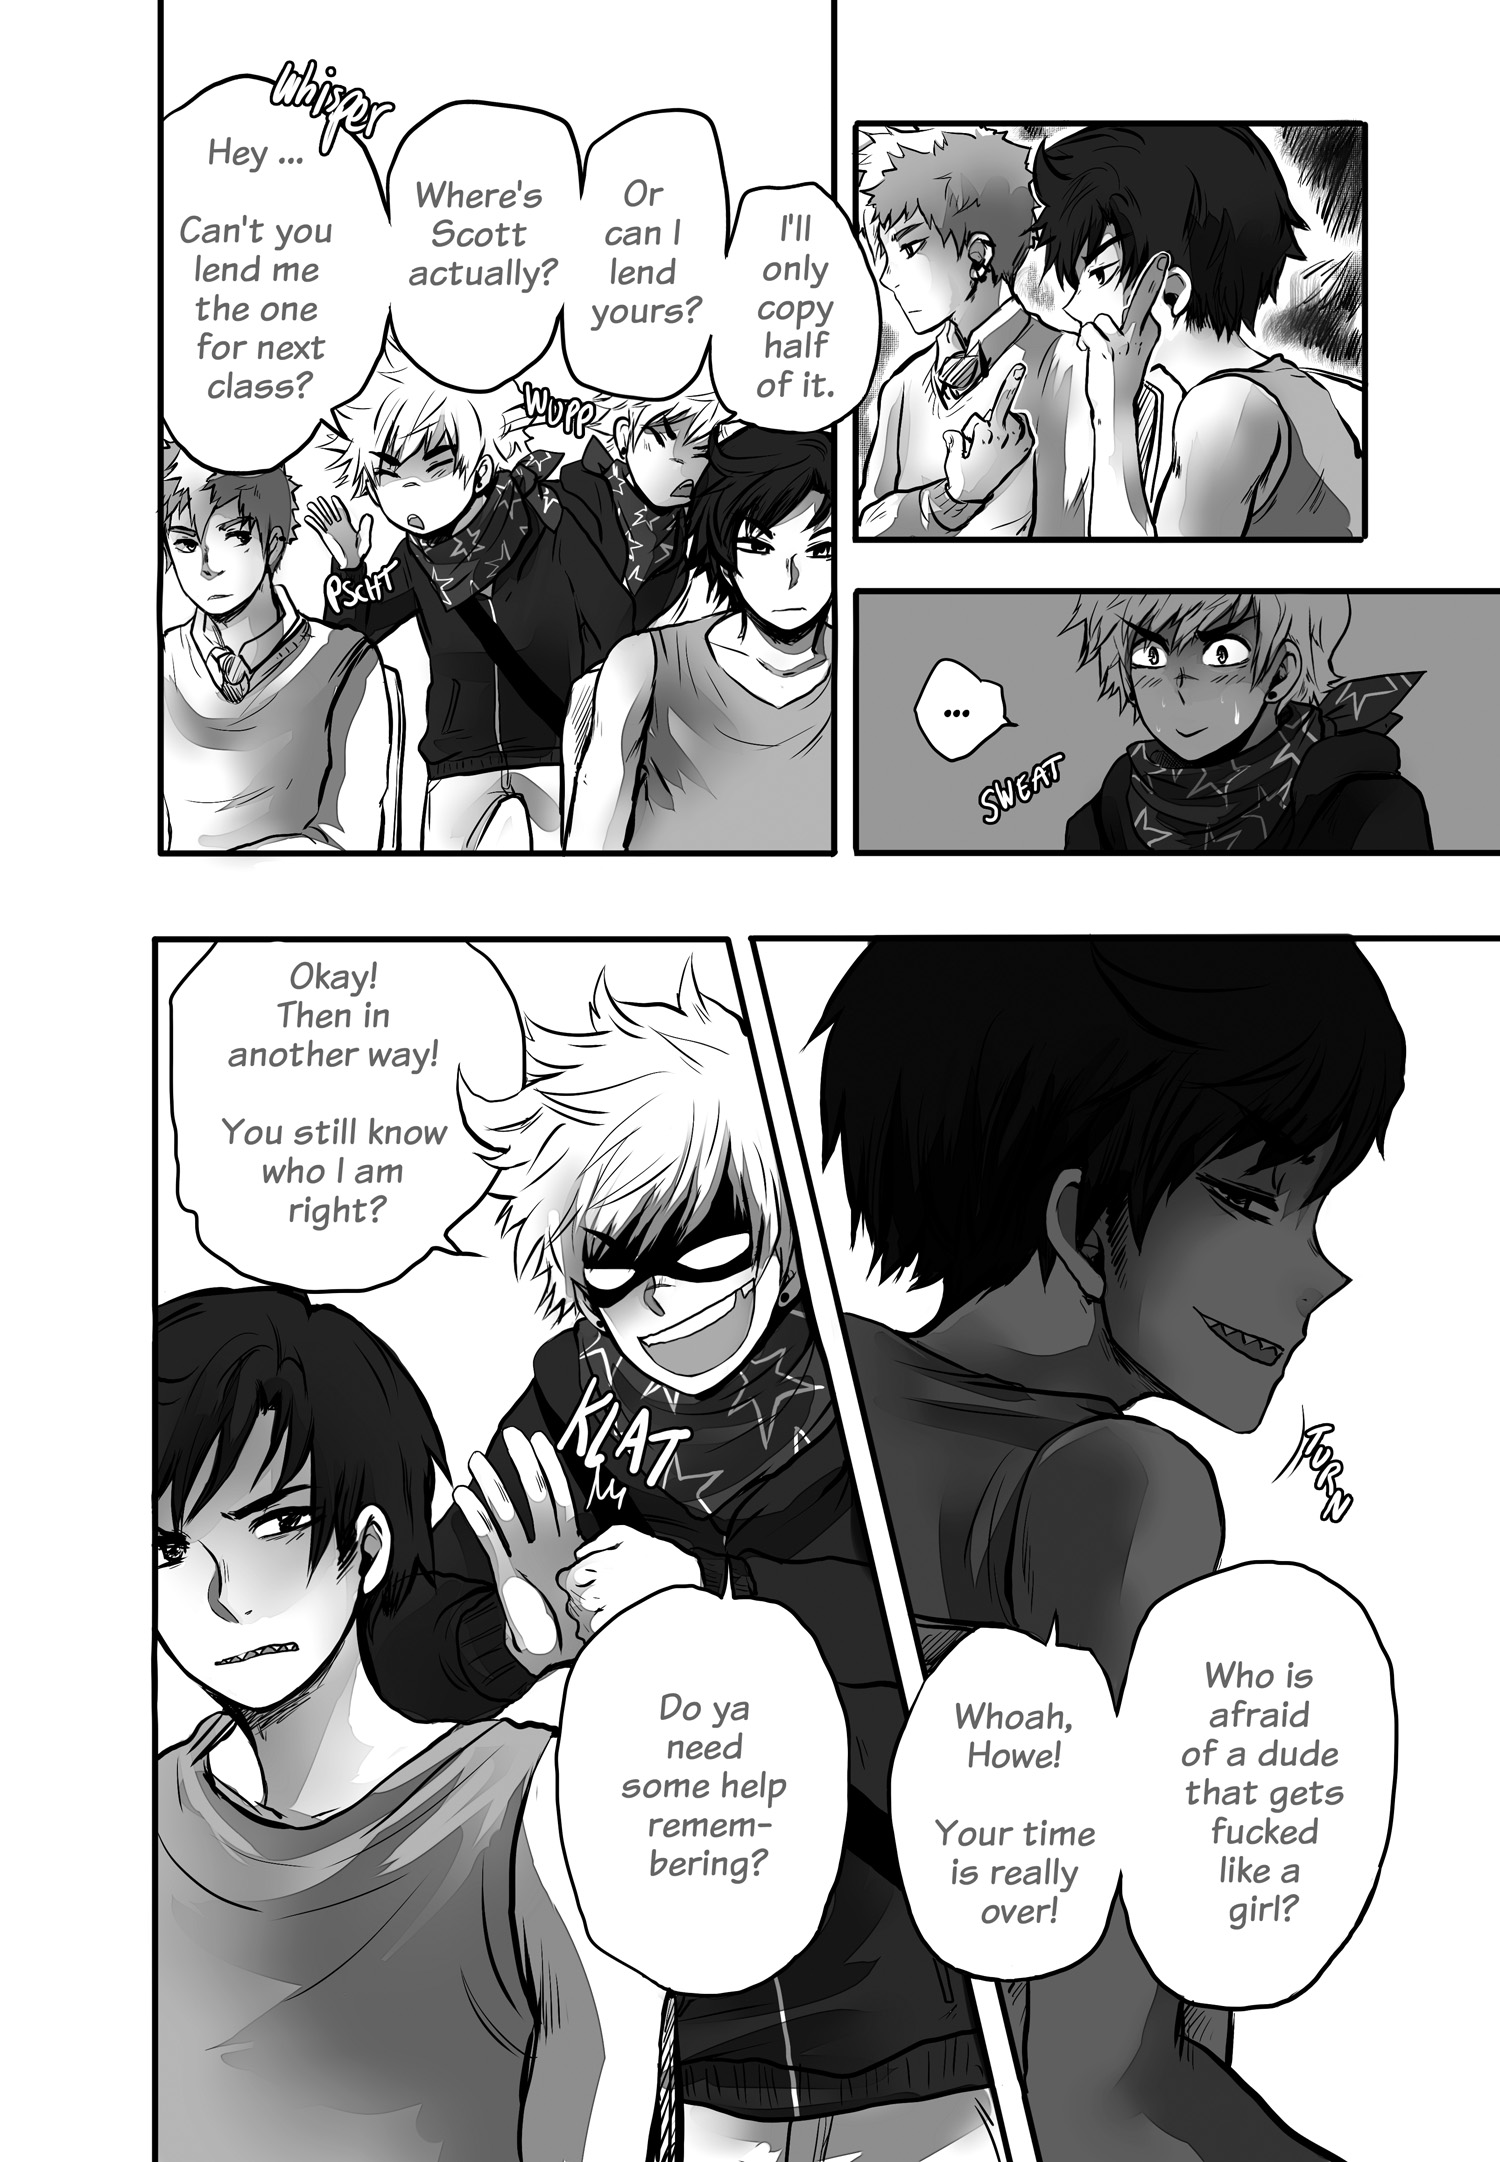 Whisper
Hey ...
Can't you
lend me
the one
for next
class?
Where's
Scott
actually?
Or
can I
lend
yours?
I'll
only
copy
half
of it.
PSCHT
WUPP
...
SWEAT
Okay!
Then in
another way!
You still know
who I am
right?
KLAT
Do ya
need
some help
remem-
bering?
TURN
Whoah,
Howe!
Your time
is really
over!
Who is
afraid
of a dude
that gets
fucked
like a
girl?